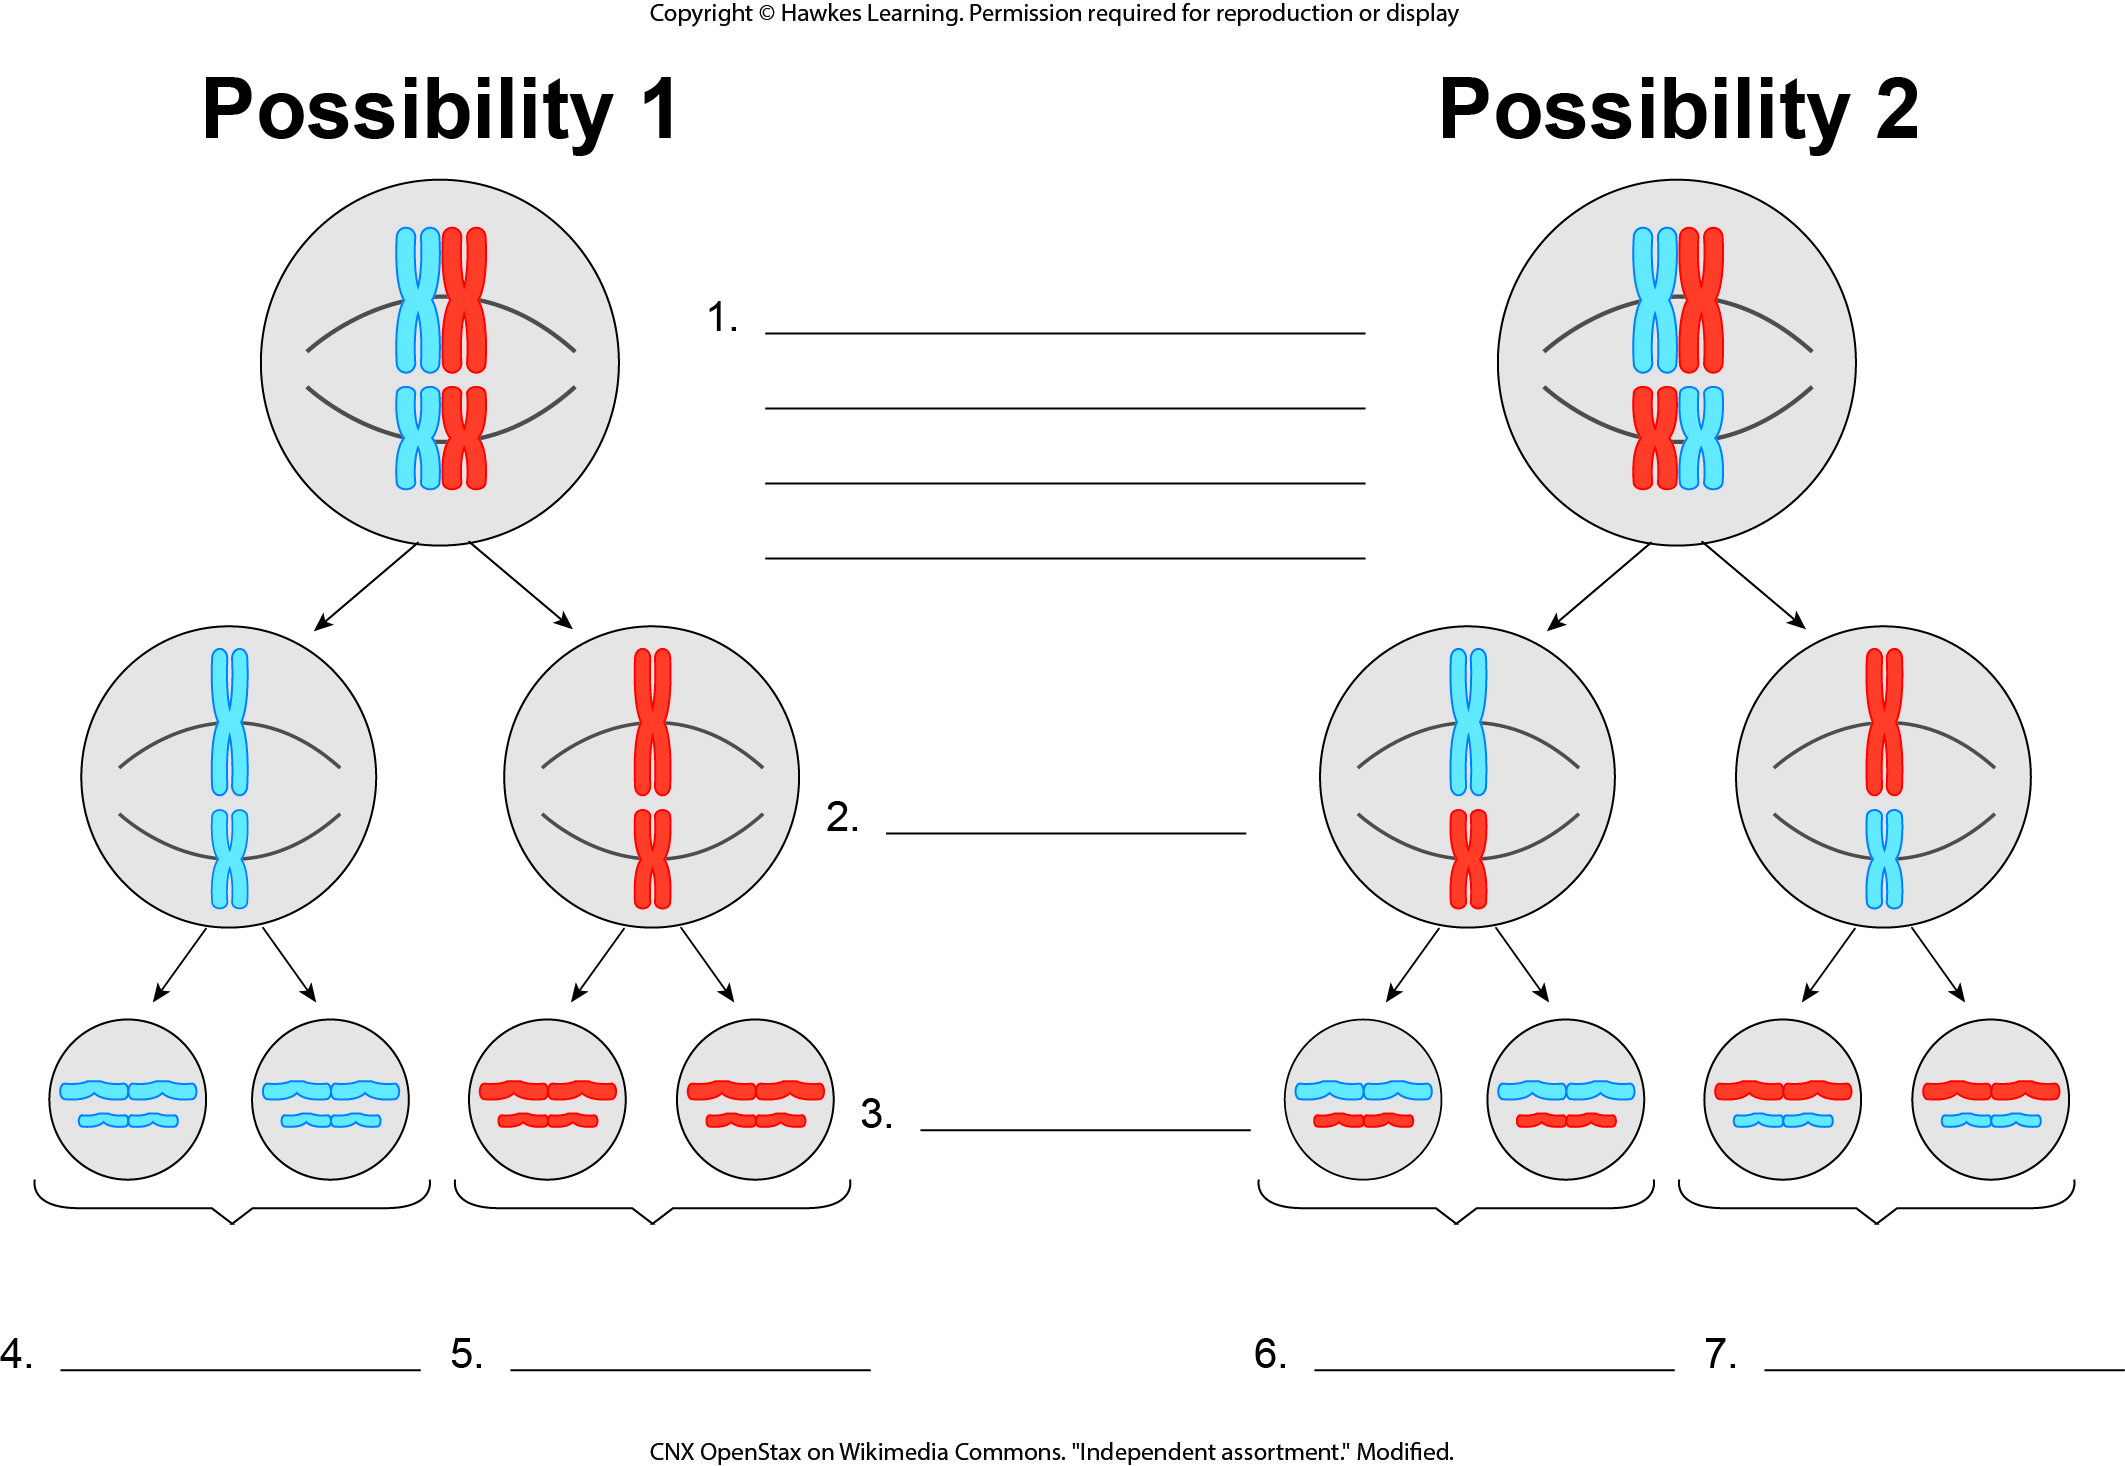 Copyright © Hawkes Learning. Permission required for reproduction or display
Possibility 1
Possibility 2
1.
2.
3.
4.
5.
6.
7.
CNX OpenStax on Wikimedia Commons. "Independent assortment." Modified.